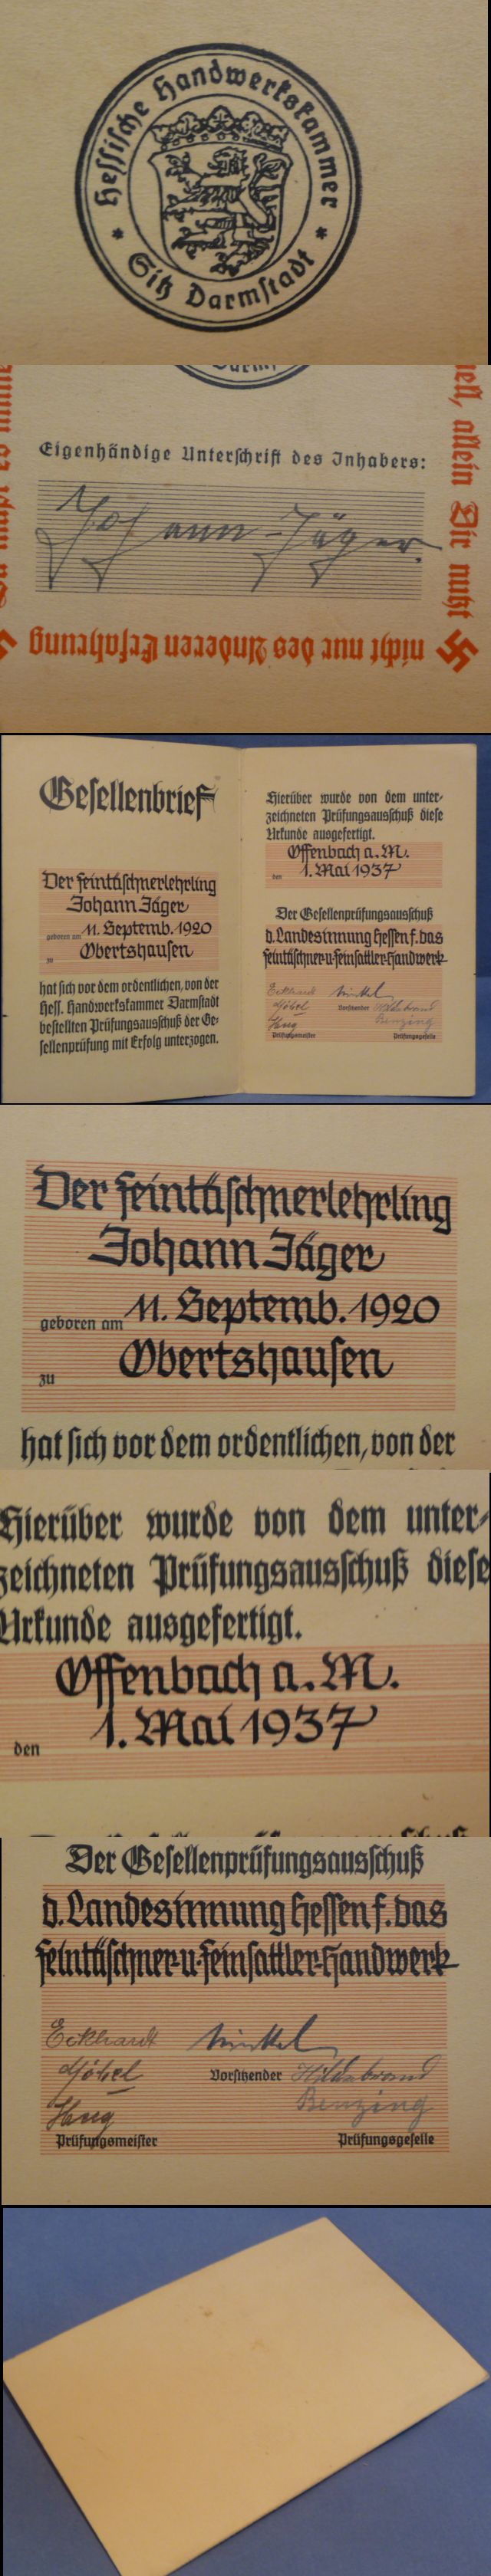 Hessische Handwerkskammer
* Sitz Darmstadt *
Eigenhändige Unterschrift des Inhabers:
Johann Jäger.
nell, allein Die nutzt
nicht nur des Anderen Erfahrung
Gesellenbrief
Der Feintäschnerlehrling
Johann Jäger
geboren am 11. Septemb. 1920
zu Obertshausen
hat sich vor dem ordentlichen, von der
Hess. Handwerkskammer Darmstadt
bestellten Prüfungsausschuß der Ge-
sellenprüfung mit Erfolg unterzogen.
Hierüber wurde von dem unter-
zeichneten Prüfungsausschuß diese
Urkunde ausgefertigt.
Offenbach a. M.
den 1. Mai 1937
Der Gesellenprüfungsausschuß
d. Landesinnung Hessen f. das
Feintäschner-u-Feinsattler-Handwerk
Eckhardt
Vorsitzender Hildebrand
Haug Benzing
Prüfungsmeister Prüfungsgeselle
Der Feintäschnerlehrling
Johann Jäger
geboren am 11. Septemb. 1920
zu Obertshausen
hat sich vor dem ordentlichen, von der
Hierüber wurde von dem unter-
zeichneten Prüfungsausschuß diese
Urkunde ausgefertigt.
Offenbach a. M.
den 1. Mai 1937
Der Gesellenprüfungsausschuß
d. Landesinnung Hessen f. das
Feintäschner-u-Feinsattler-Handwerk
Eckhardt
Vorsitzender Hildebrand
Haug Benzing
Prüfungsmeister Prüfungsgeselle